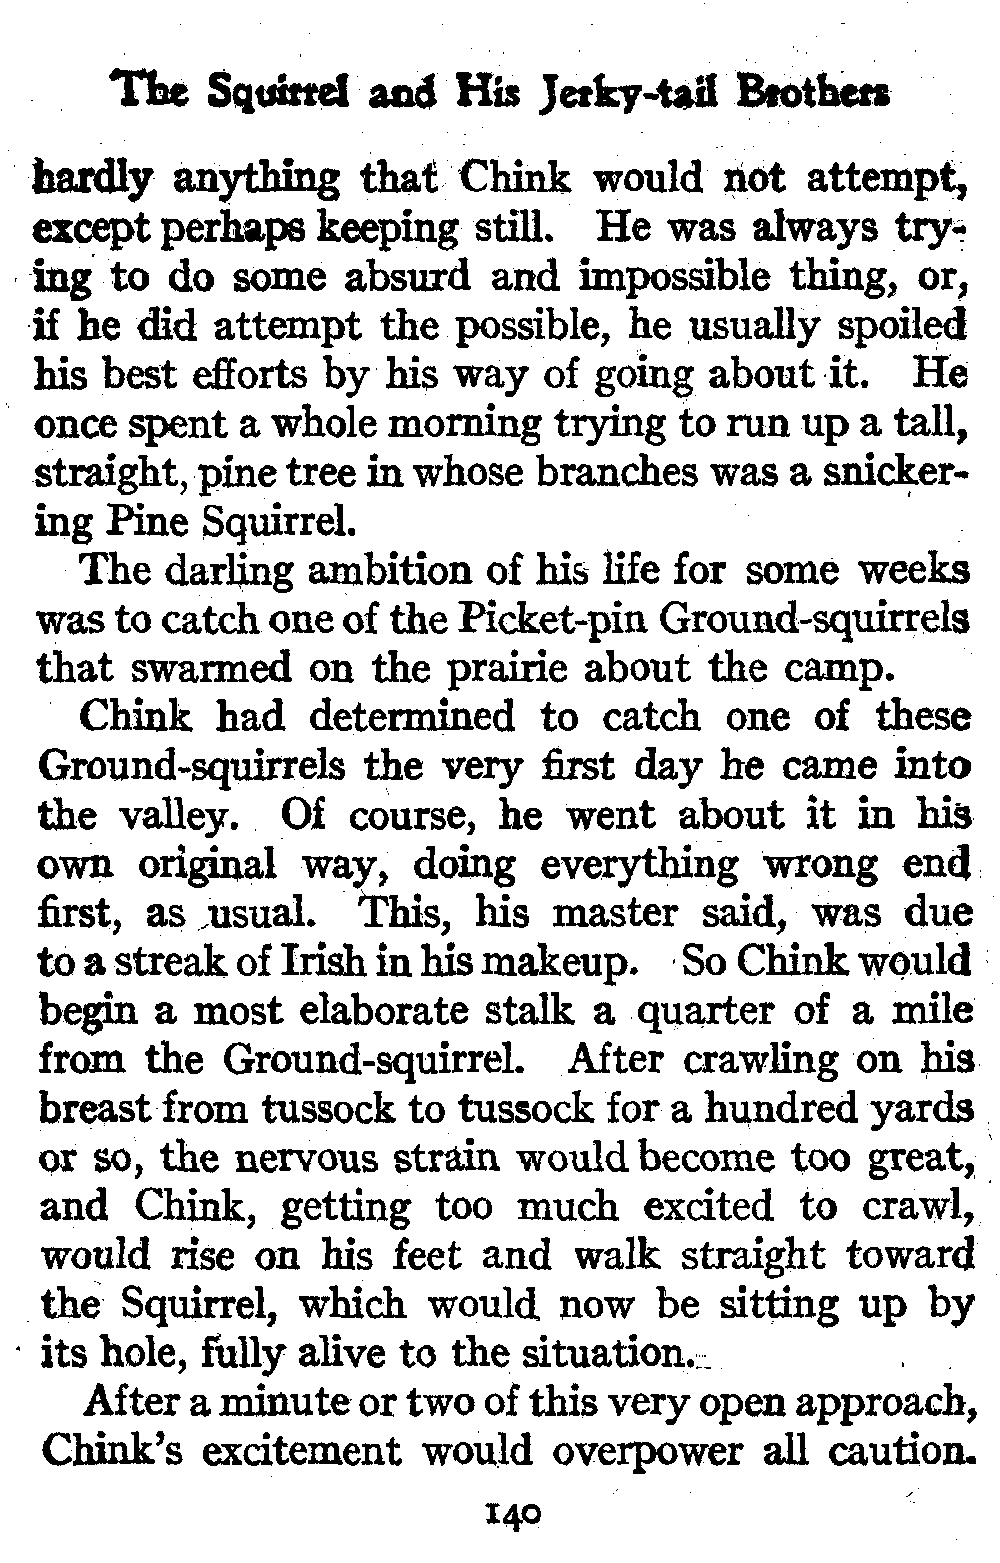 The Squirrel and His Jerky-tail Brothers
hardly anything that Chink would not attempt,
except perhaps keeping still. He was always try-
ing to do some absurd and impossible thing, or,
if he did attempt the possible, he usually spoiled
his best efforts by his way of going about it. He
once spent a whole morning trying to run up a tall,
straight, pine tree in whose branches was a snicker-
ing Pine Squirrel.
The darling ambition of his life for some weeks
was to catch one of the Picket-pin Ground-squirrels
that swarmed on the prairie about the camp.
Chink had determined to catch one of these
Ground-squirrels the very first day he came into
the valley. Of course, he went about it in his
own original way, doing everything wrong end
first, as usual. This, his master said, was due
to a streak of Irish in his makeup. So Chink would
begin a most elaborate stalk a quarter of a mile
from the Ground-squirrel. After crawling on his
breast from tussock to tussock for a hundred yards
or so, the nervous strain would become too great,
and Chink, getting too much excited to crawl,
would rise on his feet and walk straight toward
the Squirrel, which would now be sitting up by
its hole, fully alive to the situation.
After a minute or two of this very open approach,
Chink's excitement would overpower all caution.
140